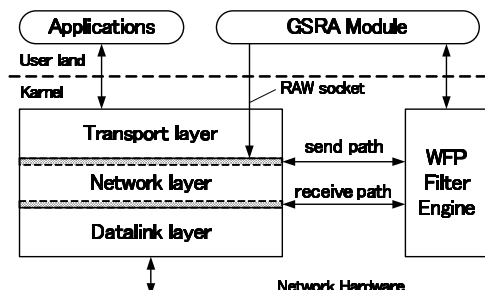 Applications
GSRA Module
User land
Karnel
RAW socket
Transport layer
send path
WFP
Filter
Engine
Network layer
receive path
Datalink layer
Network Hardware